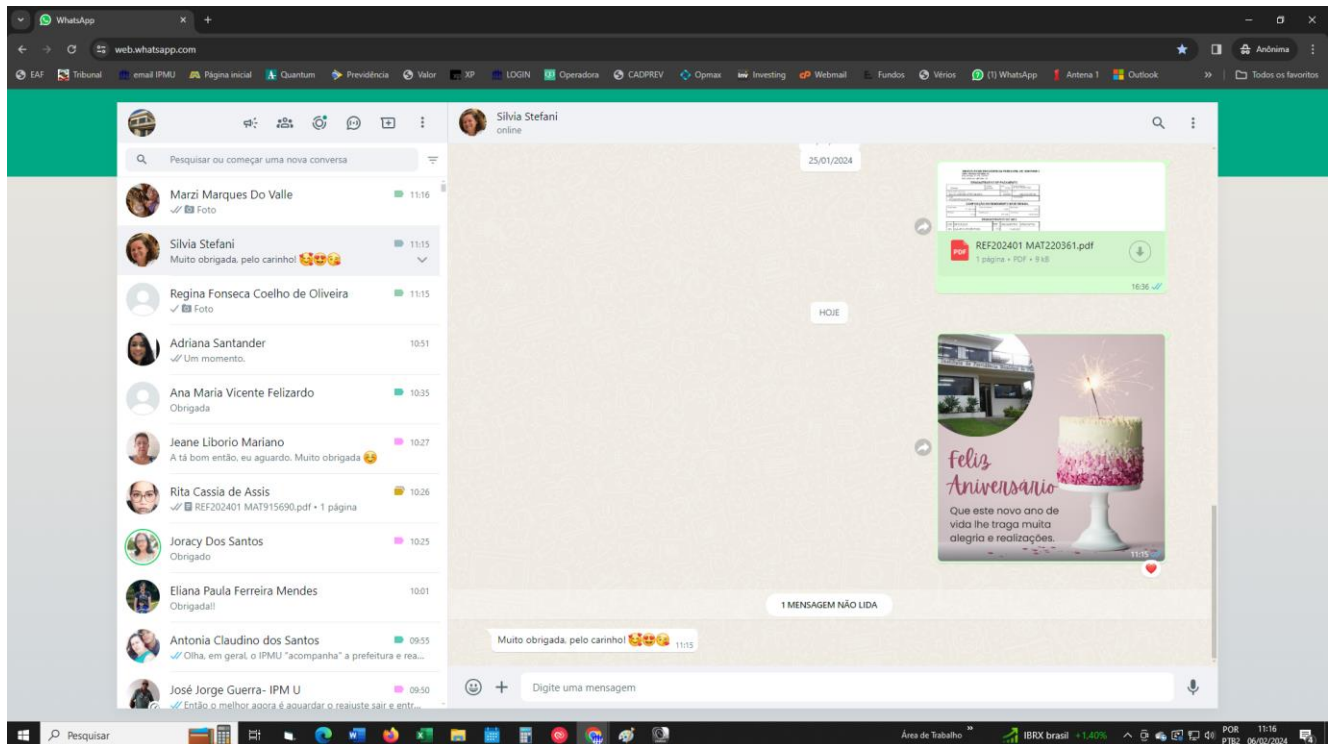 WhatsApp
web.whatsapp.com
Anônima
EAF
Tribunal
email IPMU
Página inicial
Quantum
Previdência
Valor
XP
LOGIN
Operadora
CADPREV
Opmax
Investing
Webmail
Fundos
Vérios
(1) WhatsApp
Antena 1
Outlook
»
Todos os favoritos
Pesquisar ou começar uma nova conversa
Marzi Marques Do Valle
11:16
Foto
Silvia Stefani
11:15
Muito obrigada. pelo carinho! 🥰😍😘
Regina Fonseca Coelho de Oliveira
11:15
Foto
Adriana Santander
10:51
Um momento.
Ana Maria Vicente Felizardo
10:35
Obrigada
Jeane Liborio Mariano
10:27
A tá bom então, eu aguardo. Muito obrigada
Rita Cassia de Assis
10:26
REF202401 MAT915690.pdf • 1 página
Joracy Dos Santos
10:25
Obrigado
Eliana Paula Ferreira Mendes
10:01
Obrigada!!
Antonia Claudino dos Santos
09:55
Olha, em geral, o IPMU "acompanha" a prefeitura e rea...
José Jorge Guerra- IPM U
09:50
Então o melhor agora é aguardar o reajuste sair e entr...
Silvia Stefani
online
25/01/2024
PDF
REF202401 MAT220361.pdf
1 página • PDF • 9 kB
16:36
HOJE
Feliz
Aniversário
Que este novo ano de
vida lhe traga muita
alegria e realizações.
11:15
1 MENSAGEM NÃO LIDA
Muito obrigada. pelo carinho! 🥰😍😘 11:15
Digite uma mensagem
Pesquisar
Área de Trabalho
»
IBRX brasil +1,40%
POR
PTB2
11:16
06/02/2024